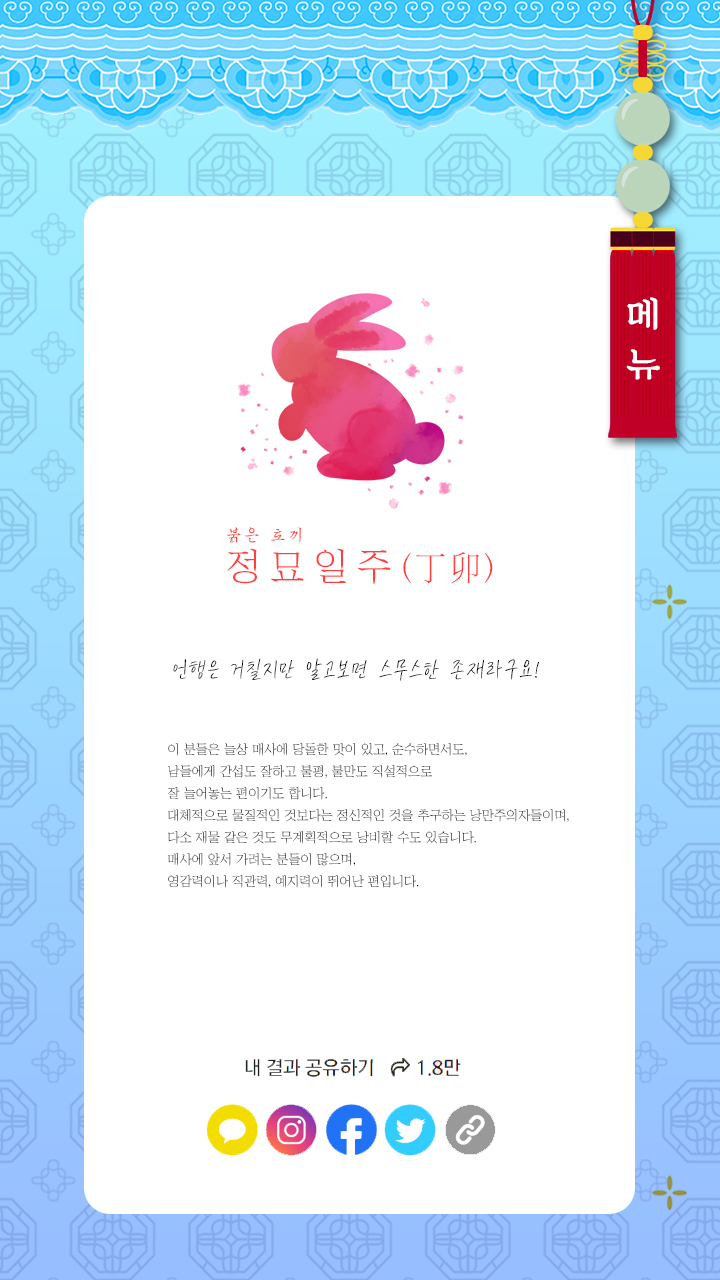 메
뉴
붉은 토끼
정묘일주(丁卯)
언행은 거칠지만 알고보면 스무스한 존재라구요!
이 분들은 늘상 매사에 당돌한 맛이 있고, 순수하면서도,
남들에게 간섭도 잘하고 불평, 불만도 직설적으로
잘 늘어놓는 편이기도 합니다.
대체적으로 물질적인 것보다는 정신적인 것을 추구하는 낭만주의자들이며,
다소 재물 같은 것도 무계획적으로 낭비할 수도 있습니다.
매사에 앞서 가려는 분들이 많으며,
영감력이나 직관력, 예지력이 뛰어난 편입니다.
내 결과 공유하기 1.8만